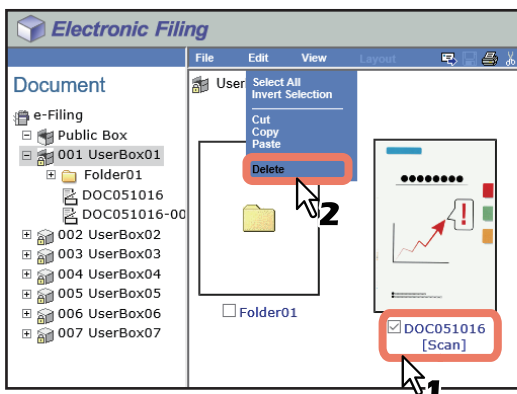 Electronic Filing
File Edit View Layout
Document
e-Filing
Public Box
001 UserBox01
Folder01
DOC051016
DOC051016-00
002 UserBox02
003 UserBox03
004 UserBox04
005 UserBox05
006 UserBox06
007 UserBox07
User
Select All
Invert Selection
Cut
Copy
Paste
Delete
2
Folder01
!
DOC051016
[Scan]
1